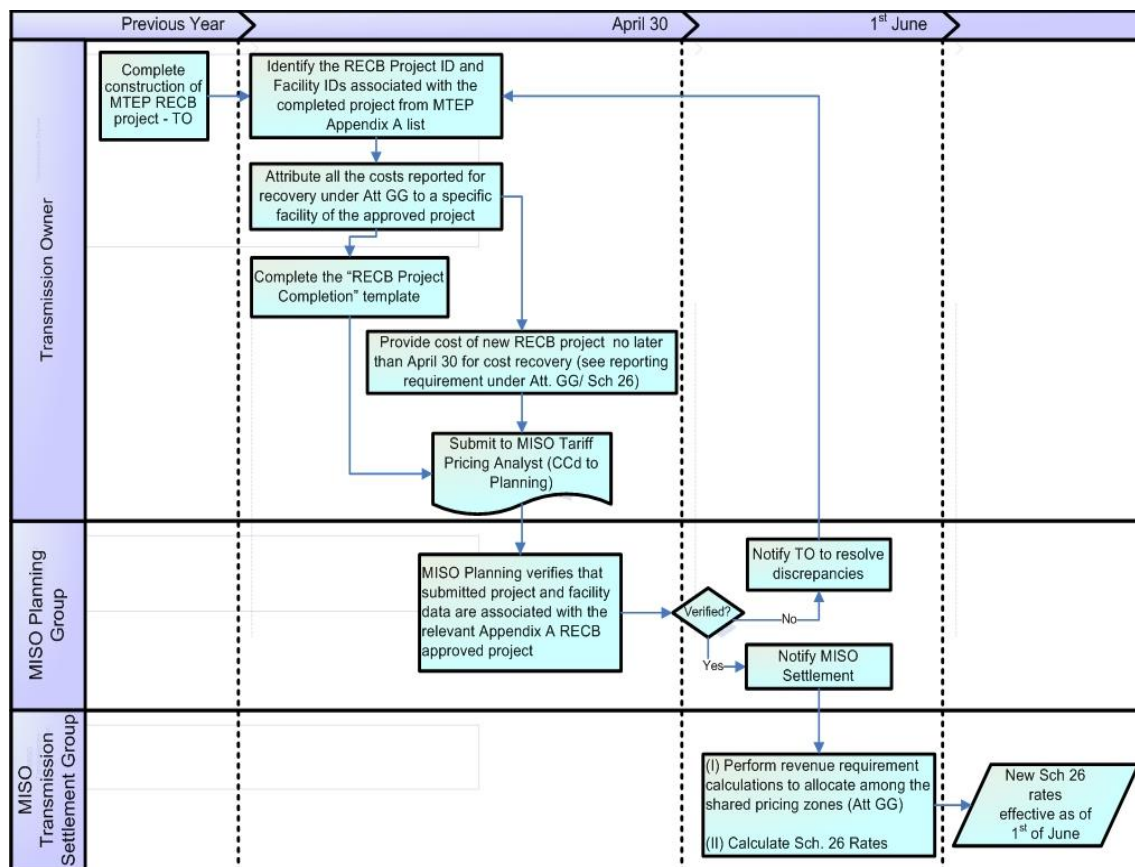 Previous Year
April 30
1st June
Transmission Owner
Complete
construction of
MTEP RECB
project - TO
Identify the RECB Project ID and
Facility IDs associated with the
completed project from MTEP
Appendix A list
Attribute all the costs reported for
recovery under Att GG to a specific
facility of the approved project
Complete the “RECB Project
Completion” template
Provide cost of new RECB project no later
than April 30 for cost recovery (see reporting
requirement under Att. GG/ Sch 26)
Submit to MISO Tariff
Pricing Analyst (CCd to
Planning)
MISO Planning
Group
MISO Planning verifies that
submitted project and facility
data are associated with the
relevant Appendix A RECB
approved project
Verified?
No
Yes
Notify TO to resolve
discrepancies
Notify MISO
Settlement
MISO
Transmission
Settlement Group
(I) Perform revenue requirement
calculations to allocate among the
shared pricing zones (Att GG)
(II) Calculate Sch. 26 Rates
New Sch 26
rates
effective as of
1st of June